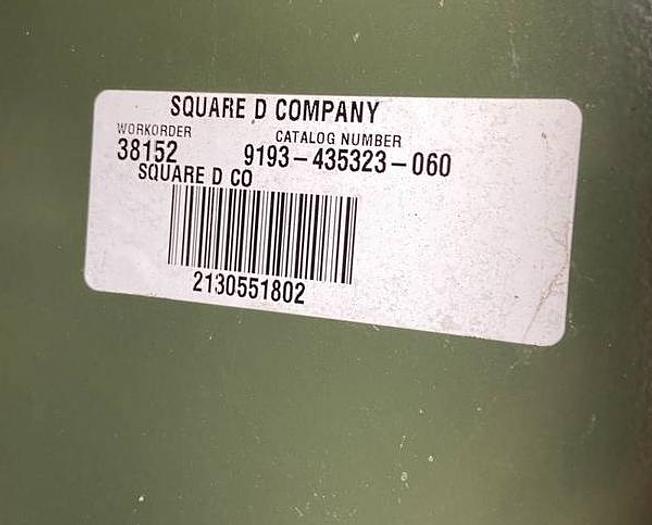 SQUARE D COMPANY
WORKORDER CATALOG NUMBER
38152 9193-435323-060
SQUARE D CO
2130551802